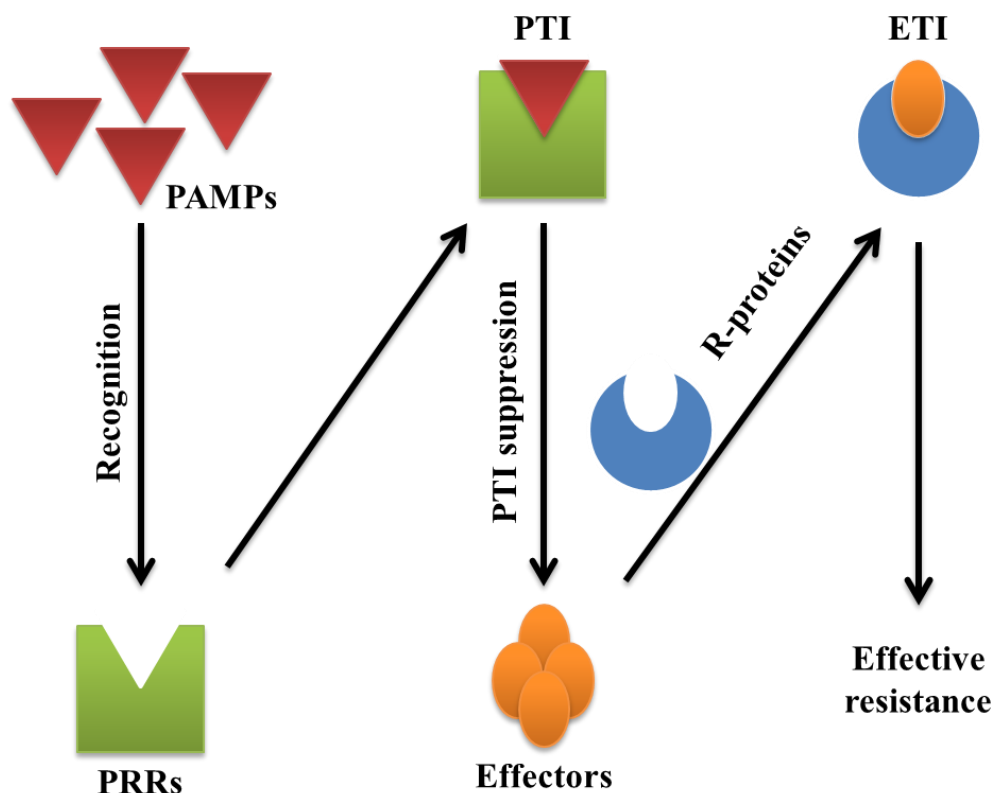 PTI
ETI
PAMPs
Recognition
PTI suppression
R-proteins
PRRs
Effectors
Effective
resistance